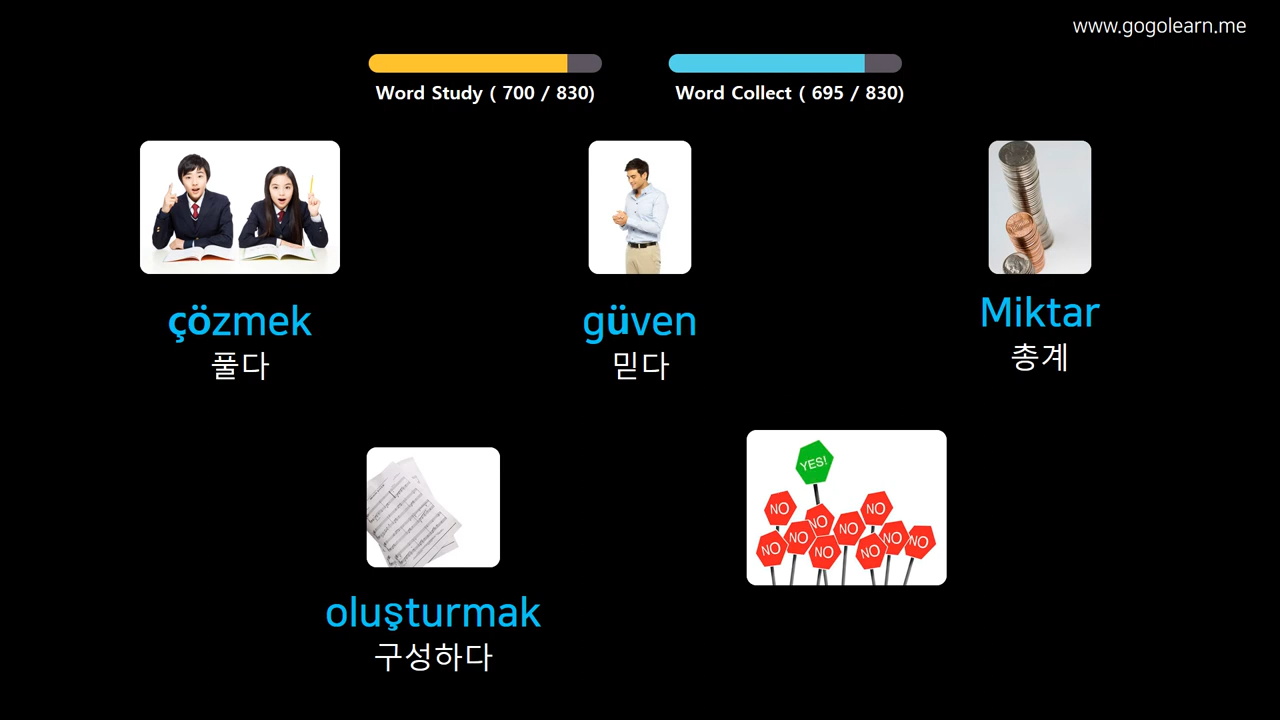 www.gogolearn.me
Word Study ( 700 / 830)
Word Collect ( 695 / 830)
çözmek
풀다
güven
믿다
Miktar
총계
oluşturmak
구성하다
YES!
NO
NO
NO
NO
NO
NO
NO
NO
NO
NO